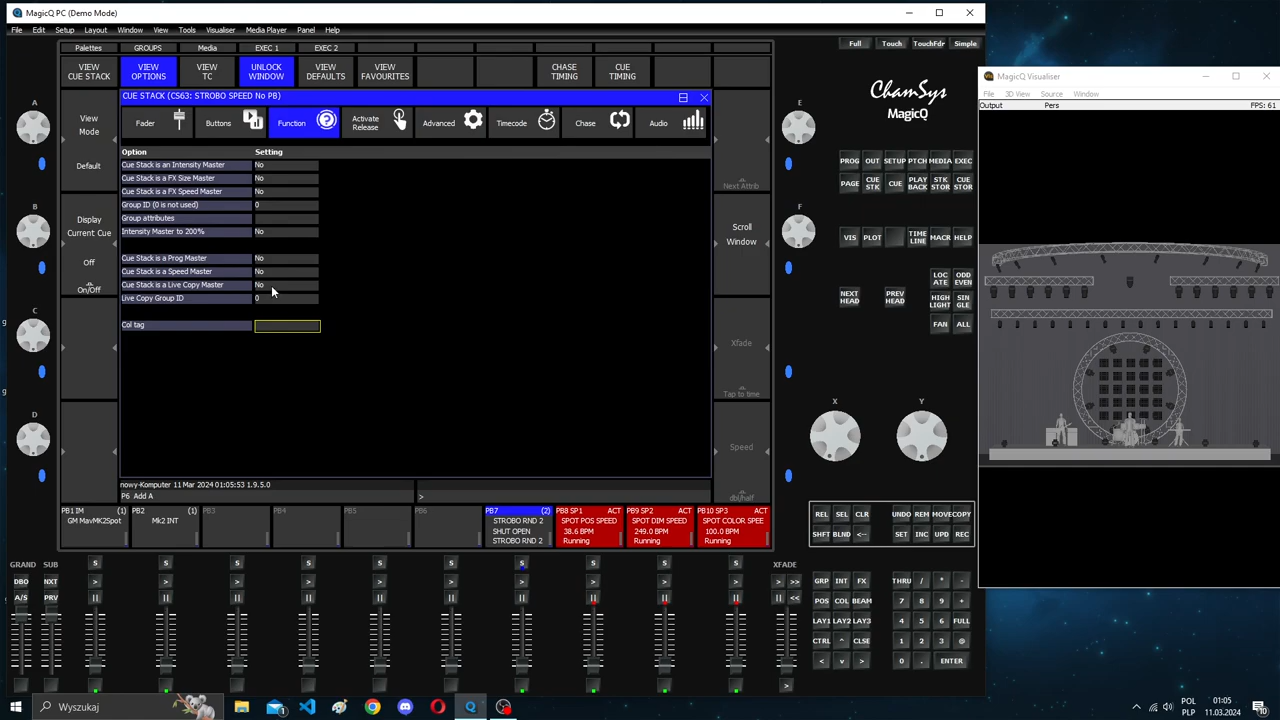 MagicQ PC (Demo Mode)
File Edit Setup Layout Window View Tools Visualiser Media Player Panel Help
Palettes GROUPS Media EXEC 1 EXEC 2
Full Touch TouchFdr Simple
VIEW CUE STACK
VIEW OPTIONS
VIEW TC
UNLOCK WINDOW
VIEW DEFAULTS
VIEW FAVOURITES
CHASE TIMING
CUE TIMING
CUE STACK (CS63: STROBO SPEED No PB)
Fader Buttons Function Activate Release Advanced Timecode Chase Audio
Option Setting
Cue Stack is an Intensity Master No
Cue Stack is a FX Size Master No
Cue Stack is a FX Speed Master No
Group ID (0 is not used) 0
Group attributes
Intensity Master to 200% No
Cue Stack is a Prog Master No
Cue Stack is a Speed Master No
Cue Stack is a Live Copy Master No
Live Copy Group ID 0
Col tag
A
B
C
D
View Mode
Default
Display Current Cue
Off
On/Off
E
F
Next Attrib
Scroll Window
Xfade
Tap to time
Speed
dbl/half
X
Y
nowy-Komputer 11 Mar 2024 01:05:53 1.9.5.0
P6 Add A
>
PB1 IM (1)
GM MavMK2Spot
PB2 (1)
Mk2 INT
PB3
PB4
PB5
PB6
PB7 (2)
STROBO RND 2
SHUT OPEN
STROBO RND 2
PB8 SP1 ACT
SPOT POS SPEED
38.6 BPM
Running
PB9 SP2 ACT
SPOT DIM SPEED
249.0 BPM
Running
PB10 SP3 ACT
SPOT COLOR SPEE
100.0 BPM
Running
GRAND SUB XFADE
S S S S S S S S S S
DBO NXT > > > > > > > > > > > >>
A/S PRV || || || || || || || || || || || <<
>
ChamSys
MagicQ
PROG OUT SETUP PTCH MEDIA EXEC
PAGE CUE STK CUE PLAY BACK STK STOR CUE STOR
VIS PLOT TIME LINE MACR HELP
NEXT HEAD
PREV HEAD
LOC ATE
ODD EVEN
HIGH LIGHT
SIN GLE
FAN ALL
REL SEL CLR UNDO REM MOVE COPY
SHFT BLND <-- SET INC UPD REC
GRP INT FX THRU / * -
POS COL BEAM 7 8 9 +
LAY1 LAY2 LAY3 4 5 6 FULL
CTRL ^ CLSE 1 2 3 @
< v > 0 . ENTER
MagicQ Visualiser
File 3D View Source Window
Output Pers FPS: 61
Wyszukaj
POL
PLP
01:05
11.03.2024
10